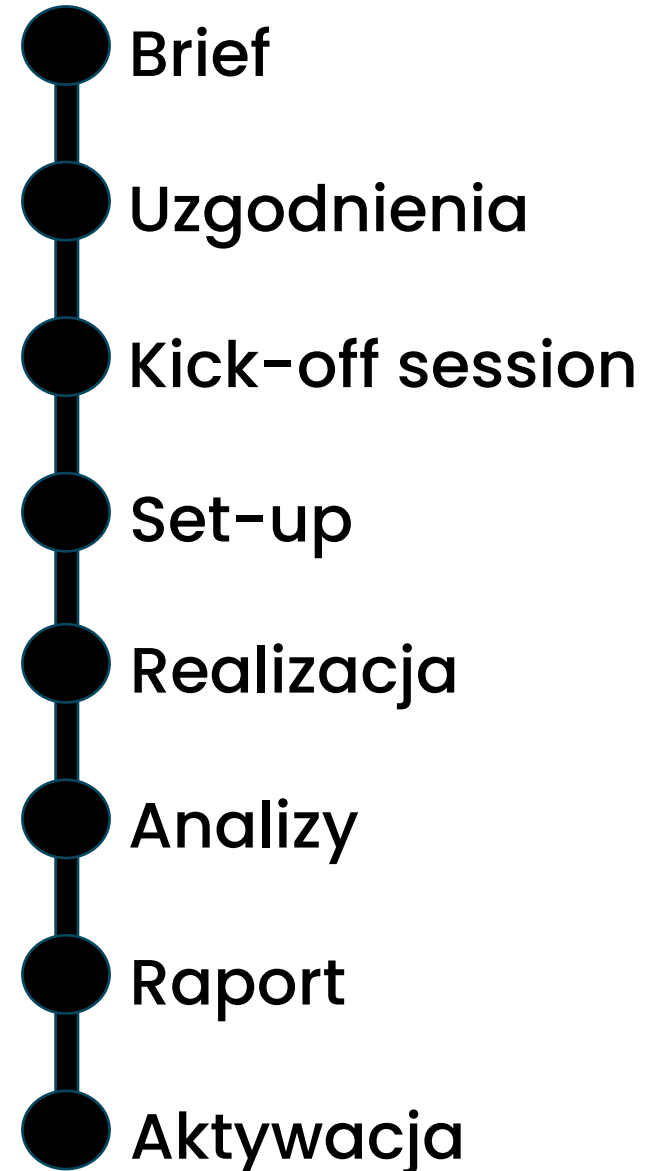 Brief
Uzgodnienia
Kick-off session
Set-up
Realizacja
Analizy
Raport
Aktywacja